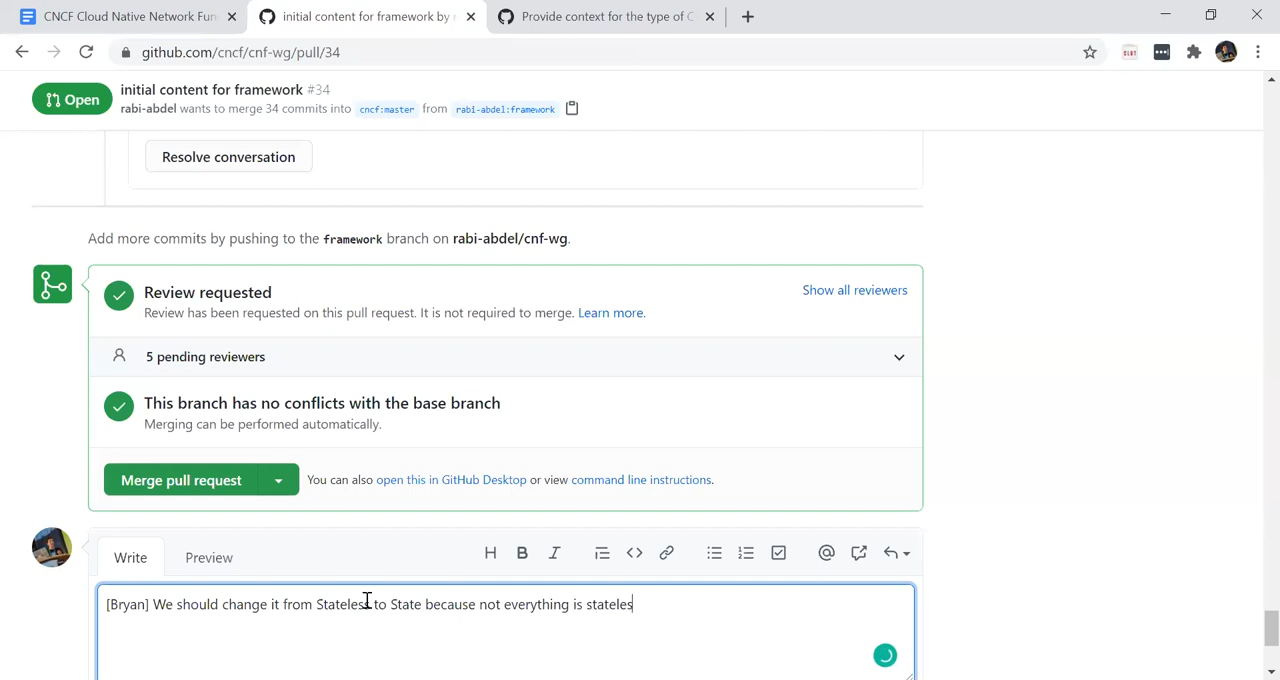 CNCF Cloud Native Network Fun
initial content for framework by
Provide context for the type of C
github.com/cncf/cnf-wg/pull/34
Open
initial content for framework #34
rabi-abdel wants to merge 34 commits into cncf:master from rabi-abdel:framework
Resolve conversation
Add more commits by pushing to the framework branch on rabi-abdel/cnf-wg.
Review requested
Show all reviewers
Review has been requested on this pull request. It is not required to merge. Learn more.
5 pending reviewers
This branch has no conflicts with the base branch
Merging can be performed automatically.
Merge pull request
You can also open this in GitHub Desktop or view command line instructions.
Write
Preview
[Bryan] We should change it from Stateless to State because not everything is stateles